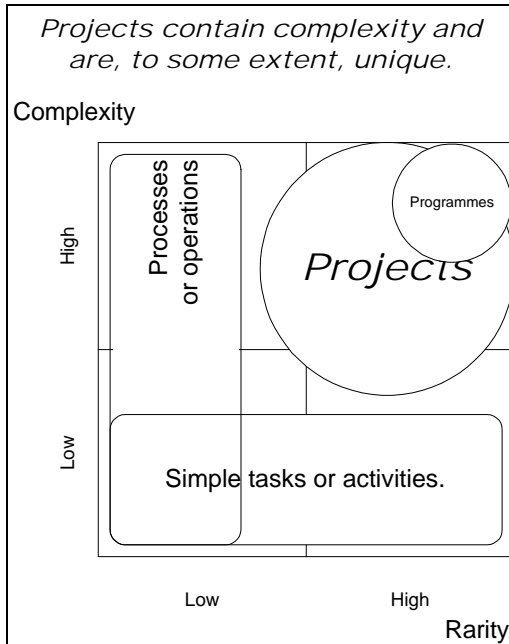 Projects contain complexity and
are, to some extent, unique.
Complexity
High
Low
Processes
or operations
Programmes
Projects
Simple tasks or activities.
Low
High
Rarity